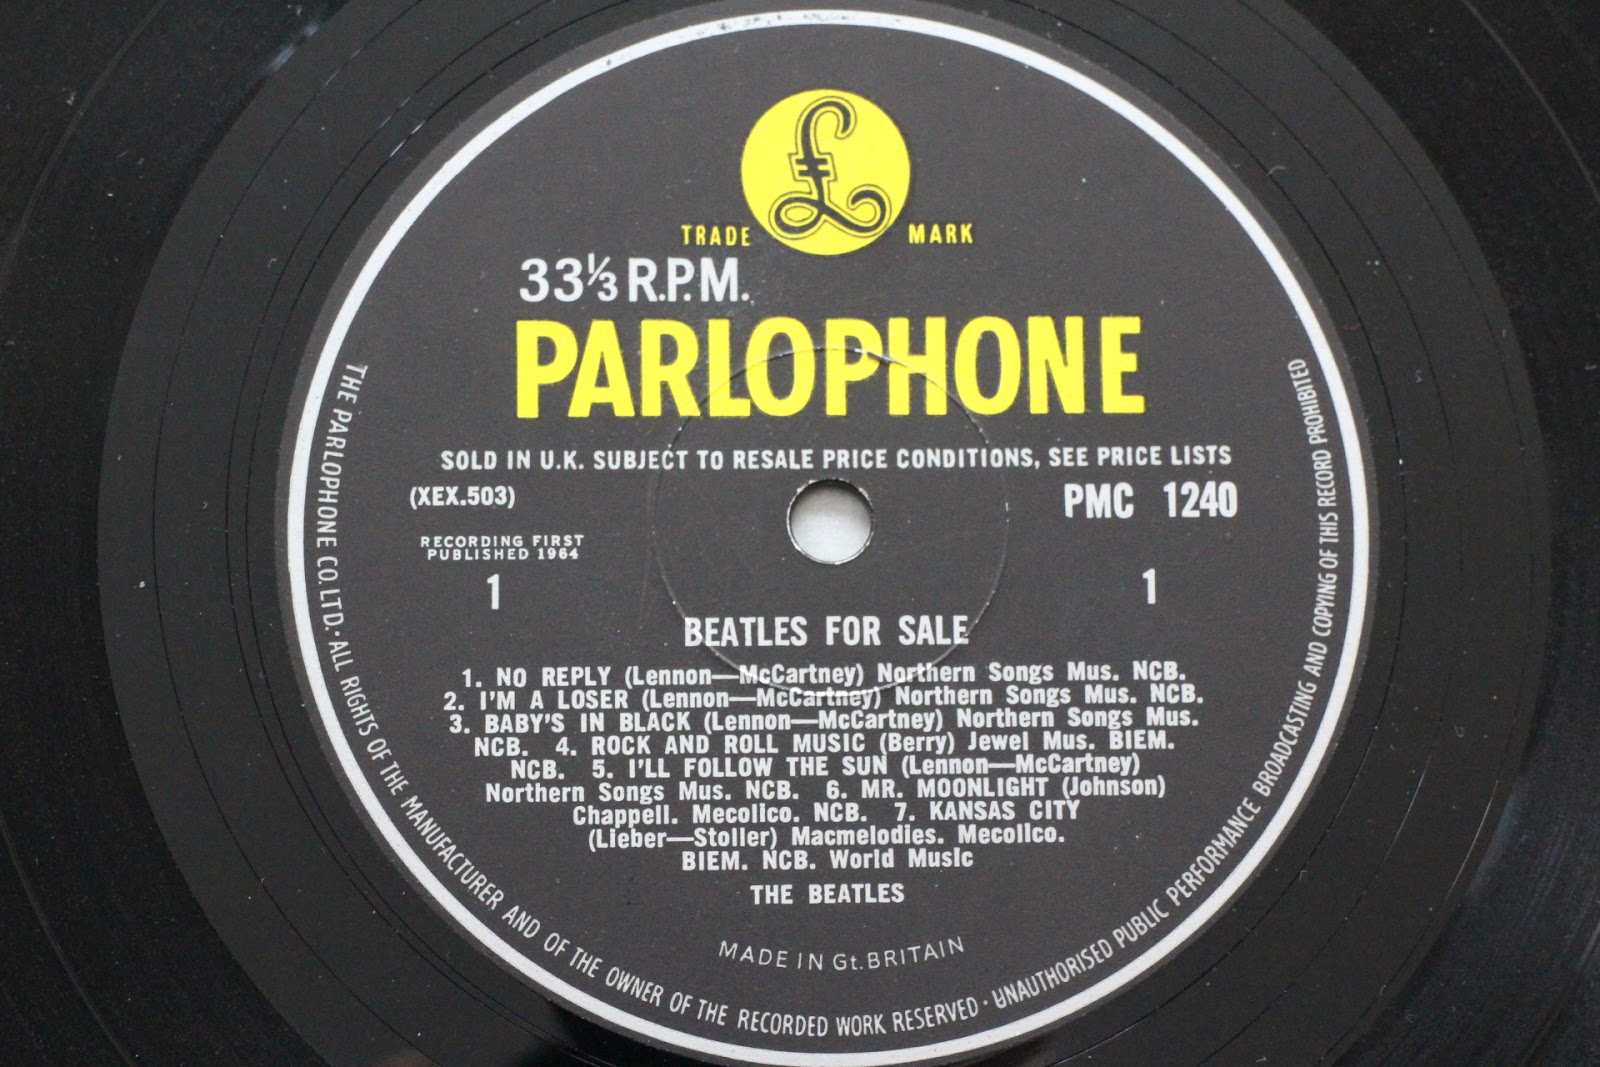 £
TRADE MARK
33⅓ R.P.M.
PARLOPHONE
SOLD IN U.K. SUBJECT TO RESALE PRICE CONDITIONS, SEE PRICE LISTS
(XEX.503)
PMC 1240
RECORDING FIRST
PUBLISHED 1964
1
1
BEATLES FOR SALE
1. NO REPLY (Lennon—McCartney) Northern Songs Mus. NCB.
2. I'M A LOSER (Lennon—McCartney) Northern Songs Mus. NCB.
3. BABY'S IN BLACK (Lennon—McCartney) Northern Songs Mus.
NCB. 4. ROCK AND ROLL MUSIC (Berry) Jewel Mus. BIEM.
NCB. 5. I'LL FOLLOW THE SUN (Lennon—McCartney)
Northern Songs Mus. NCB. 6. MR. MOONLIGHT (Johnson)
Chappell. Mecolico. NCB. 7. KANSAS CITY
(Lieber—Stoller) Macmelodies. Mecolico.
BIEM. NCB. World Music
THE BEATLES
MADE IN Gt. BRITAIN
THE PARLOPHONE CO. LTD. · ALL RIGHTS OF THE MANUFACTURER AND OF THE OWNER OF THE RECORDED WORK RESERVED · UNAUTHORISED PUBLIC PERFORMANCE BROADCASTING AND COPYING OF THIS RECORD PROHIBITED